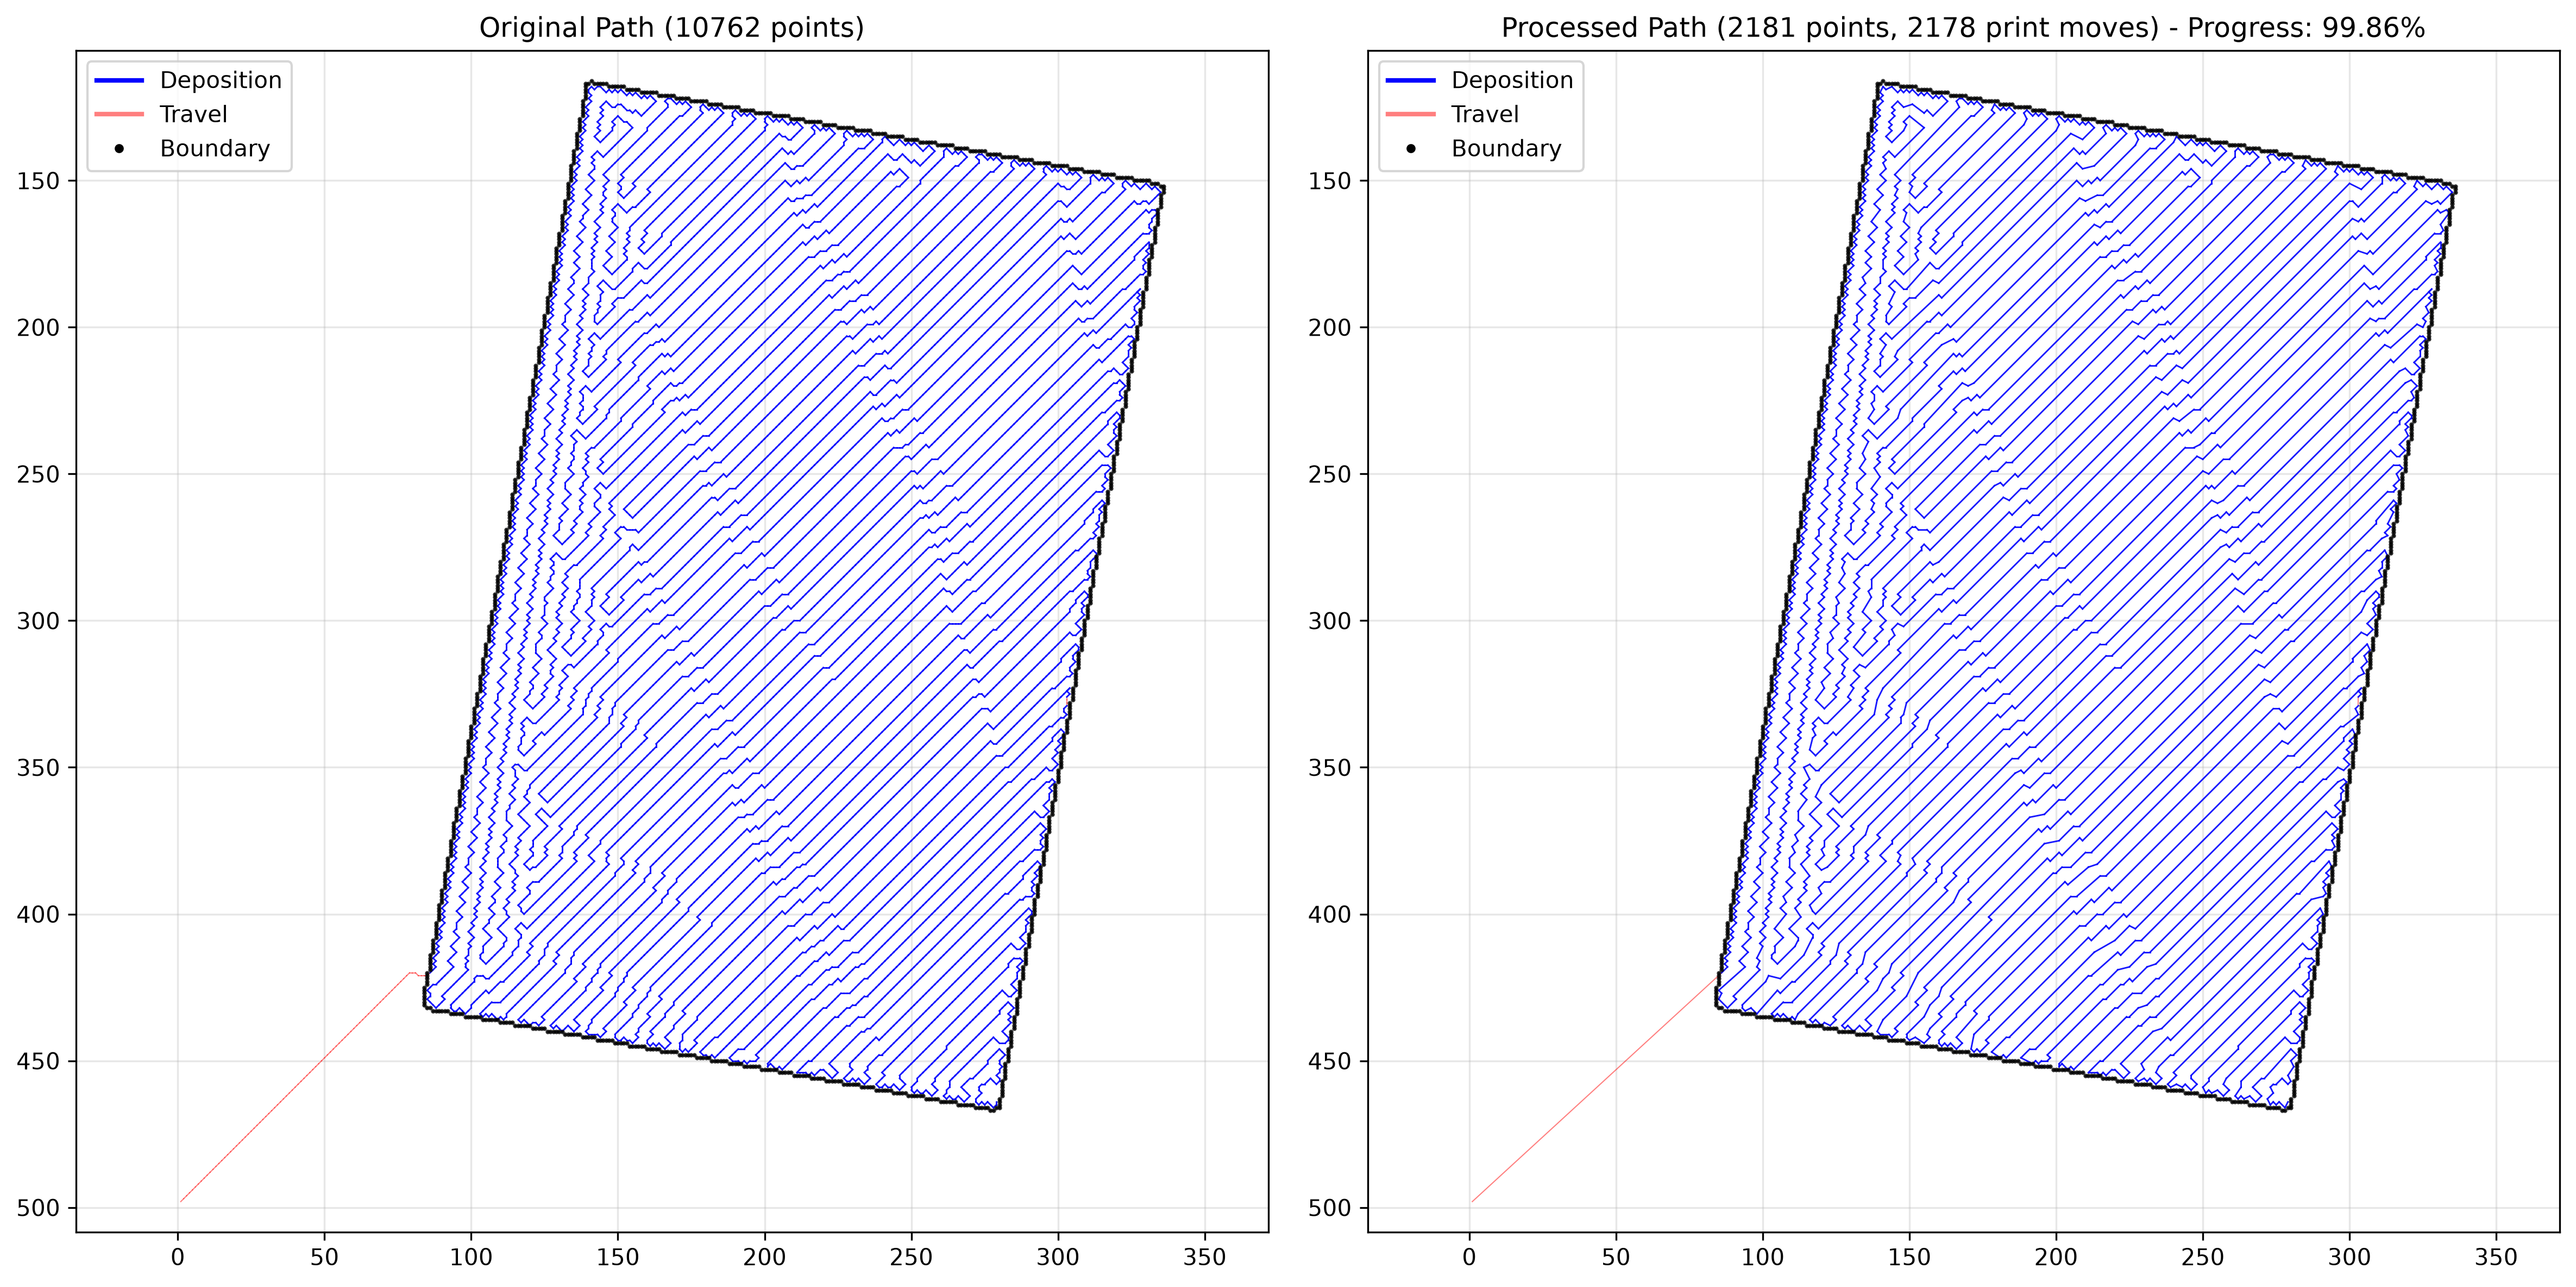 Original Path (10762 points)
Deposition
Travel
Boundary
150
200
250
300
350
400
450
500
0 50 100 150 200 250 300 350
Processed Path (2181 points, 2178 print moves) - Progress: 99.86%
Deposition
Travel
Boundary
150
200
250
300
350
400
450
500
0 50 100 150 200 250 300 350